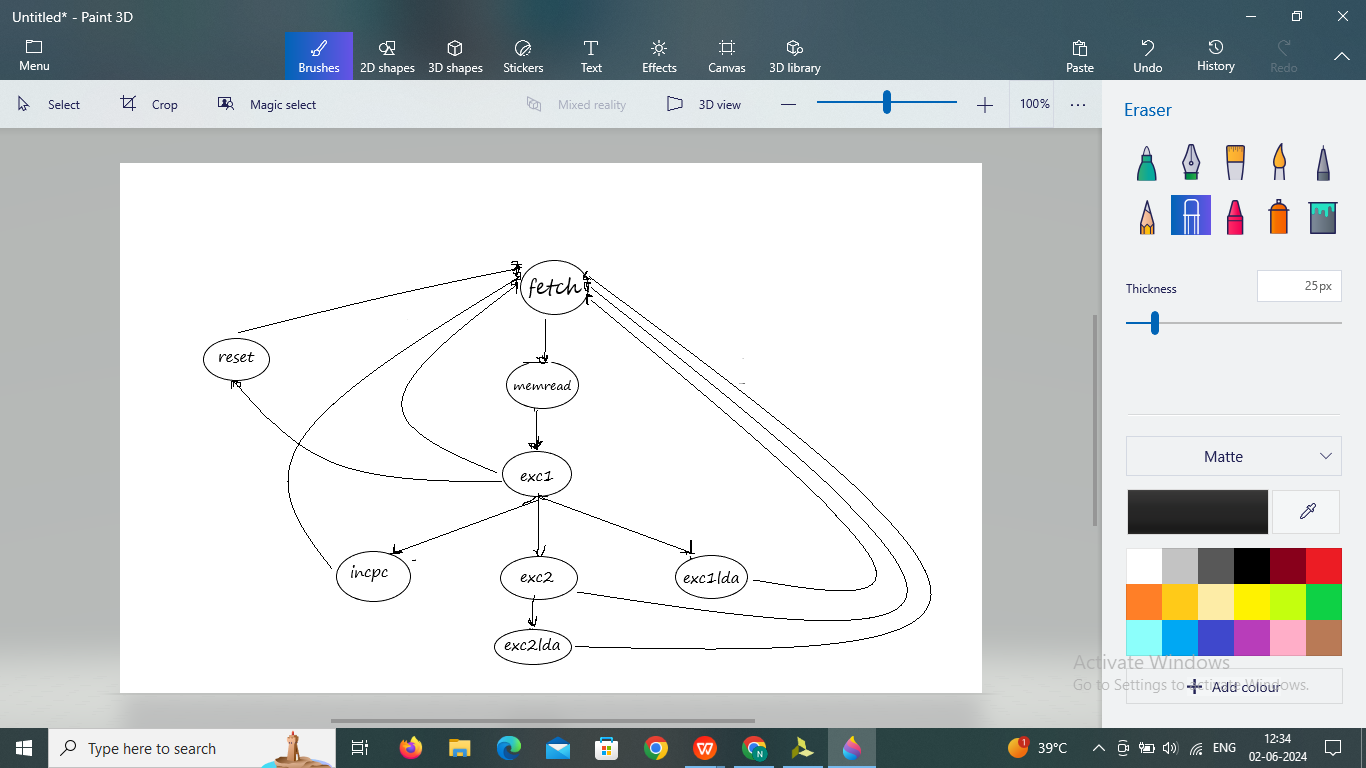 Untitled* - Paint 3D
Menu
Brushes
2D shapes
3D shapes
Stickers
Text
Effects
Canvas
3D library
Paste
Undo
History
Redo
Select
Crop
Magic select
Mixed reality
3D view
100%
Eraser
Thickness
25px
Matte
Add colour
fetch
reset
memread
exc1
incpc
exc2
exc1lda
exc2lda
Activate Windows
Go to Settings to activate Windows.
Type here to search
1
39°C
ENG
12:34
02-06-2024